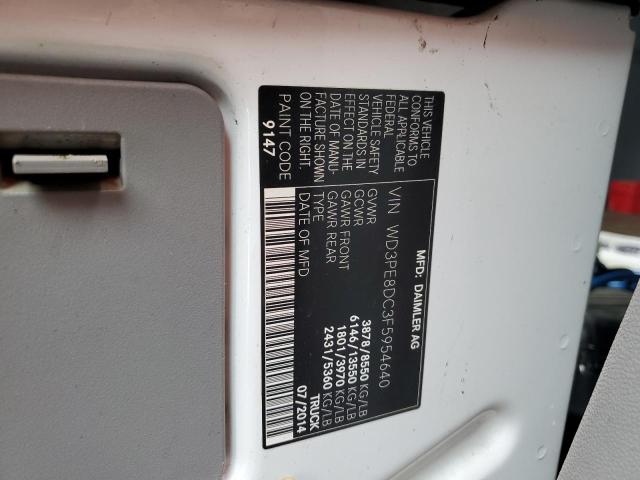 MFD: DAIMLER AG
VIN WD3PE8DC3F5954640
THIS VEHICLE
CONFORMS TO
ALL APPLICABLE
FEDERAL
VEHICLE SAFETY
STANDARDS IN
EFFECT ON THE
DATE OF MANU-
FACTURE SHOWN
ON THE RIGHT.
GVWR 3878/8550 KG/LB
GCWR 6146/13550 KG/LB
GAWR FRONT 1801/3970 KG/LB
GAWR REAR 2431/5360 KG/LB
TYPE TRUCK
DATE OF MFD 07/2014
PAINT CODE
9147